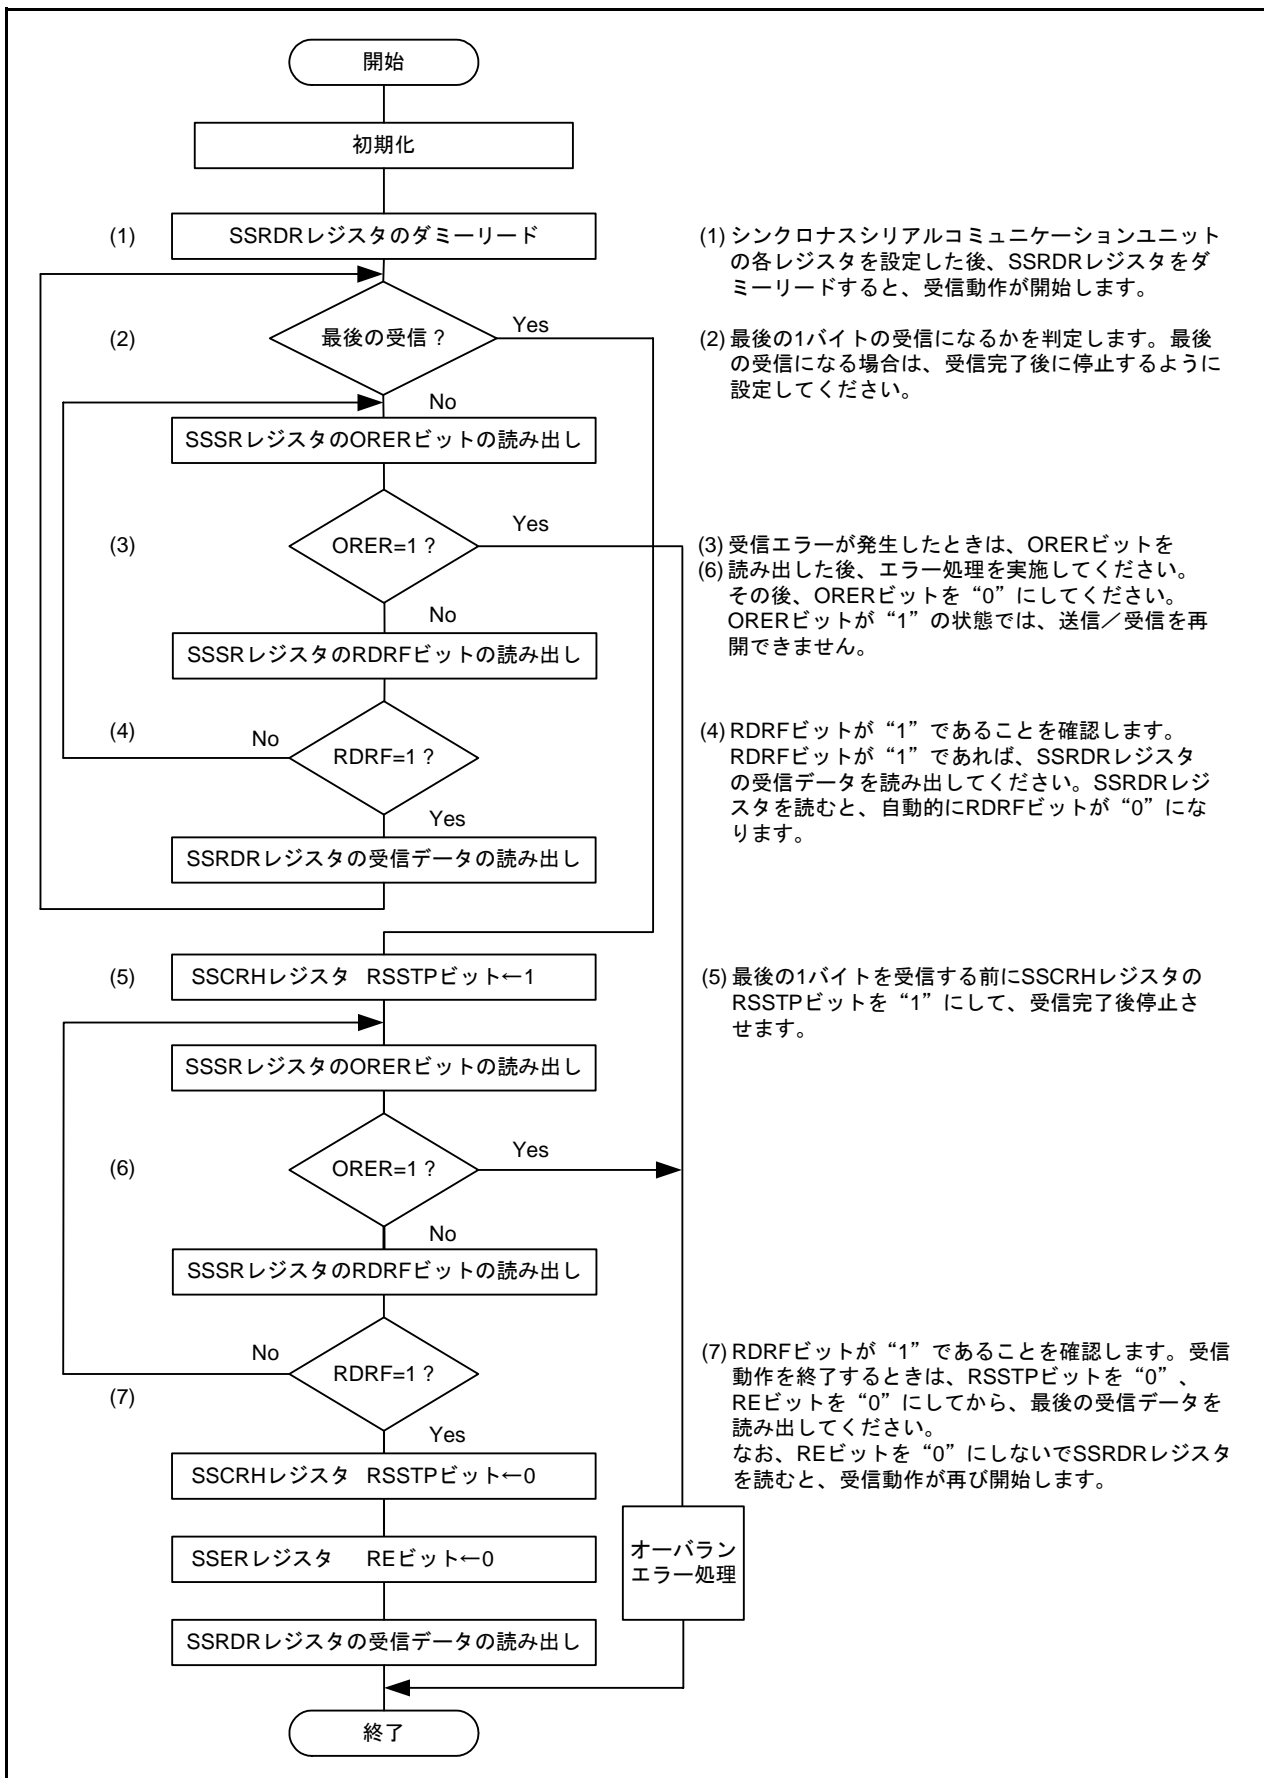 開始
初期化
(1)
SSRDRレジスタのダミーリード
(2)
最後の受信？
Yes
No
SSSRレジスタのORERビットの読み出し
(3)
ORER=1？
Yes
No
SSSRレジスタのRDRFビットの読み出し
(4)
No
RDRF=1？
Yes
SSRDRレジスタの受信データの読み出し
(5)
SSCRHレジスタ RSSTPビット←1
SSSRレジスタのORERビットの読み出し
(6)
ORER=1？
Yes
No
SSSRレジスタのRDRFビットの読み出し
No
RDRF=1？
(7)
Yes
SSCRHレジスタ RSSTPビット←0
SSERレジスタ REビット←0
オーバラン
エラー処理
SSRDRレジスタの受信データの読み出し
終了
(1) シンクロナスシリアルコミュニケーションユニット
の各レジスタを設定した後、SSRDRレジスタをダ
ミーリードすると、受信動作が開始します。
(2) 最後の1バイトの受信になるかを判定します。最後
の受信になる場合は、受信完了後に停止するように
設定してください。
(3) 受信エラーが発生したときは、ORERビットを
(6) 読み出した後、エラー処理を実施してください。
その後、ORERビットを“0”にしてください。
ORERビットが“1”の状態では、送信／受信を再
開できません。
(4) RDRFビットが“1”であることを確認します。
RDRFビットが“1”であれば、SSRDRレジスタ
の受信データを読み出してください。SSRDRレジ
スタを読むと、自動的にRDRFビットが“0”にな
ります。
(5) 最後の1バイトを受信する前にSSCRHレジスタの
RSSTPビットを“1”にして、受信完了後停止さ
せます。
(7) RDRFビットが“1”であることを確認します。受信
動作を終了するときは、RSSTPビットを“0”、
REビットを“0”にしてから、最後の受信データを
読み出してください。
なお、REビットを“0”にしないでSSRDRレジスタ
を読むと、受信動作が再び開始します。